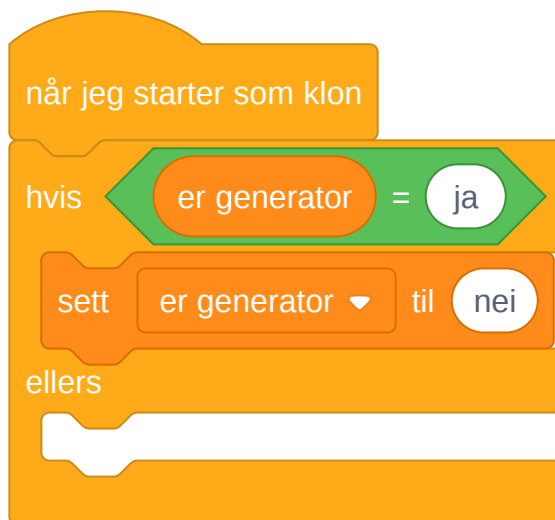 når jeg starter som klon
hvis er generator = ja
sett er generator til nei
ellers